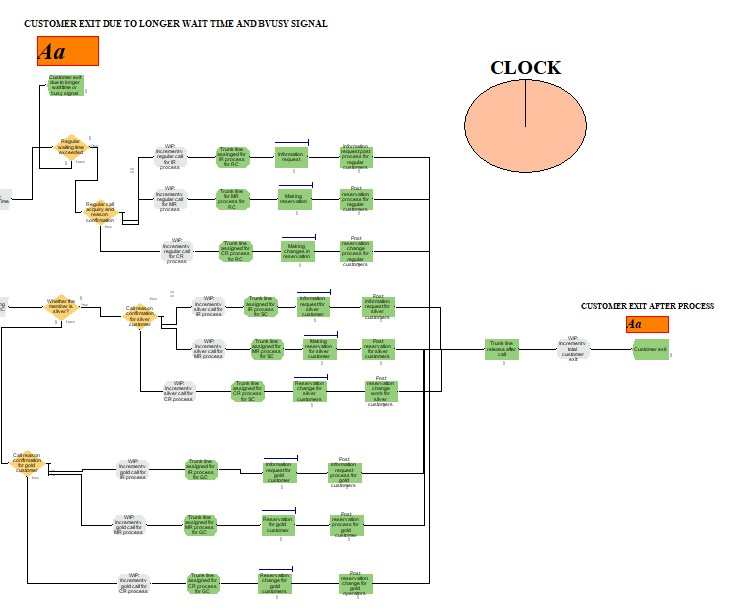 CUSTOMER EXIT DUE TO LONGER WAIT TIME AND BVUSY SIGNAL
Aa
Customer exit
due to longer
wait time or
busy signal
CLOCK
Regular
waiting time
exceeded
Time
Regular call
acquiry and
reason
confirmation
WIP:
Increment v
regular call
for IR
process
Trunk line
assigned for
IR process
for RC
Information
request
Information
request post
process for
regular
customers
WIP:
Increment v
regular call for
MR process
Trunk line
for MR
process for
RC
Making
reservation
Post
reservation
process for
regular
customers
WIP:
Increment v
regular call
for CR
process
Trunk line
assigned for
CR process
for RC
Making
changes in
reservation
Post
reservation
change
process for
regular
customers
Whether the
member is
silver?
Call reason
confirmation
for silver
customer
WIP:
Increment v
silver call for
IR process
Trunk line
assigned for
IR process
for SC
Information
request for
silver
customer
Post
information
request for
silver
customers
WIP:
Increment v
silver call for
MR process
Trunk line
assigned for
MR process
for SC
Making
reservation
for silver
customer
Post
reservation
for silver
customers
WIP:
Increment v
silver call for
CR process
Trunk line
assigned for
CR process
for SC
Reservation
change for
silver
customers
Post
reservation
change
work for
silver
customers
CUSTOMER EXIT AFTER PROCESS
Aa
Trunk line
release after
call
WIP:
Increment v
total
customer
exit
Customer exit
Call reason
confirmation
for gold
customer
WIP:
Increment v
gold call for
IR process
Trunk line
assigned for
IR process
for GC
Information
request for
gold
customer
Post
information
request
process for
gold
customers
WIP:
Increment v
gold call for
MR process
Trunk line
assigned for
MR process
for GC
Reservation
for gold
customer
Post
reservation
process for
gold
customer
WIP:
Increment v
gold call for
CR process
Trunk line
assigned for
CR process
for GC
Reservation
change for
gold
customer
Post
reservation
change for
gold